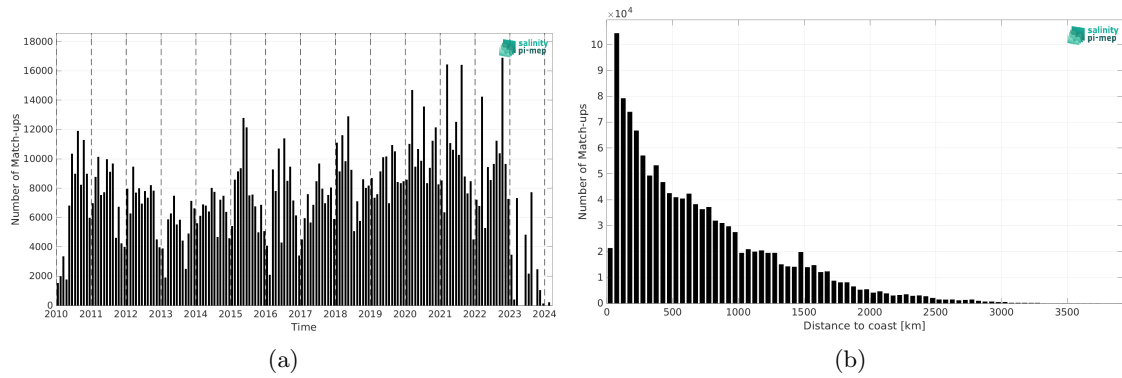 salinity
pi-mep
18000
16000
14000
12000
10000
8000
6000
4000
2000
0
Number of Match-ups
2010 2011 2012 2013 2014 2015 2016 2017 2018 2019 2020 2021 2022 2023 2024
Time
(a)
×10⁴
salinity
pi-mep
10
9
8
7
6
5
4
3
2
1
0
Number of Match-ups
0 500 1000 1500 2000 2500 3000 3500
Distance to coast [km]
(b)